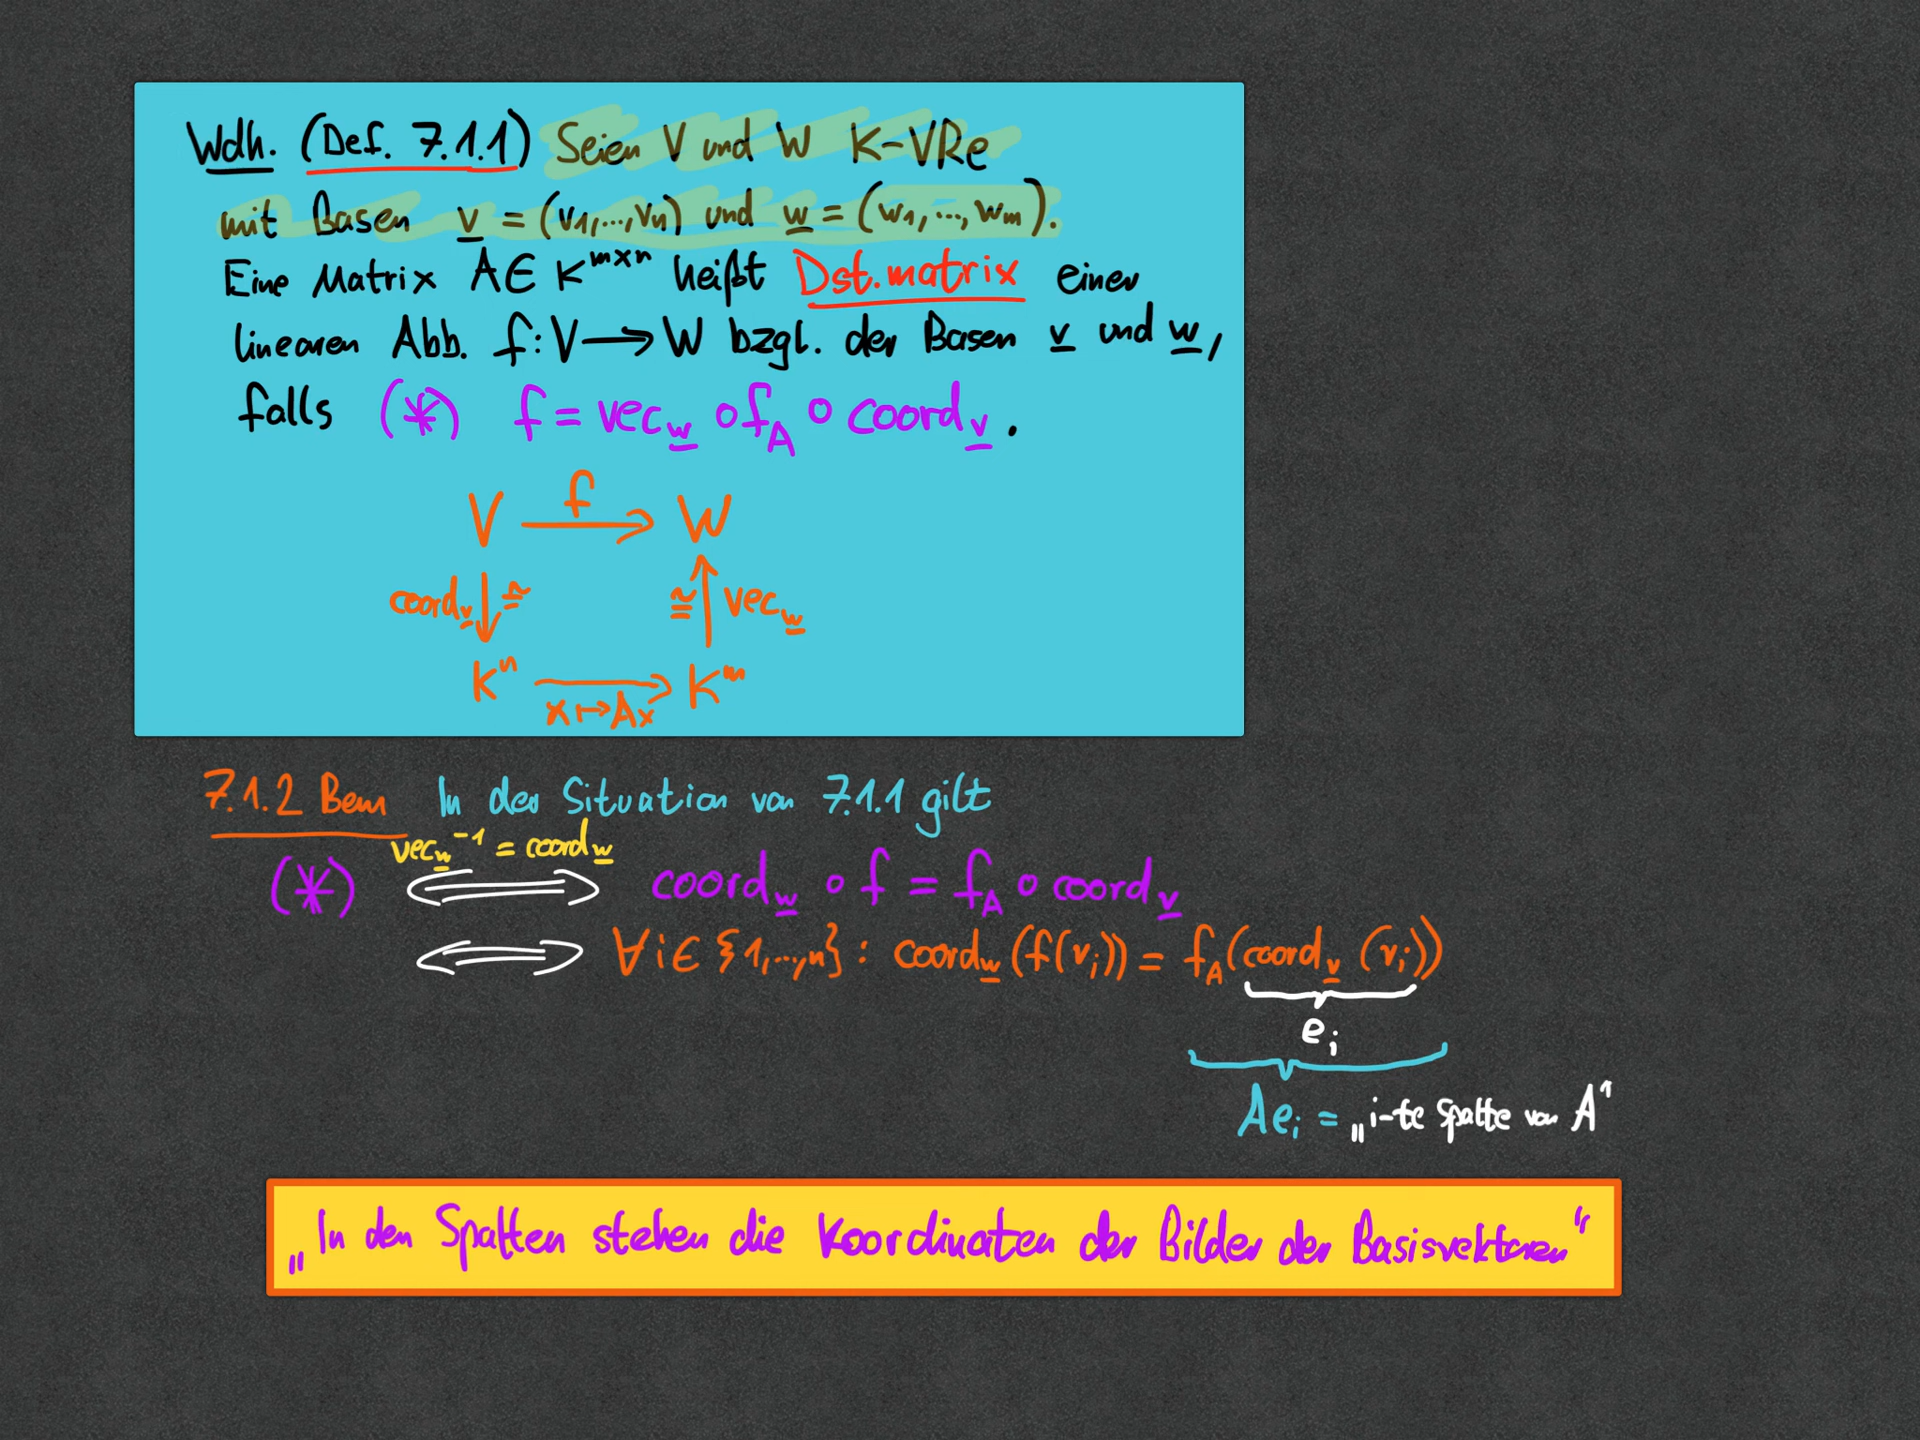 Wdh. (Def. 7.1.1) Seien V und W K-VRe
mit Basen v = (v₁,...,vₙ) und w = (w₁,...,wₘ).
Eine Matrix A ∈ K^{m×n} heißt Dst.matrix einer
linearen Abb. f: V → W bzgl. der Basen v und w,
falls (*) f = vec_w ∘ f_A ∘ coord_v.
V f→ W
coord_v ↓ ≅ ≅ ↑ vec_w
Kⁿ x ↦ Ax → Kᵐ
7.1.2 Bem In der Situation von 7.1.1 gilt
vec_w⁻¹ = coord_w
(*) ⟺ coord_w ∘ f = f_A ∘ coord_v
⟺ ∀ i ∈ {1,...,n} : coord_w (f(v_i)) = f_A (coord_v (v_i))
e_i
A e_i = „i-te Spalte von A“
„In den Spalten stehen die Koordinaten der Bilder der Basisvektoren“